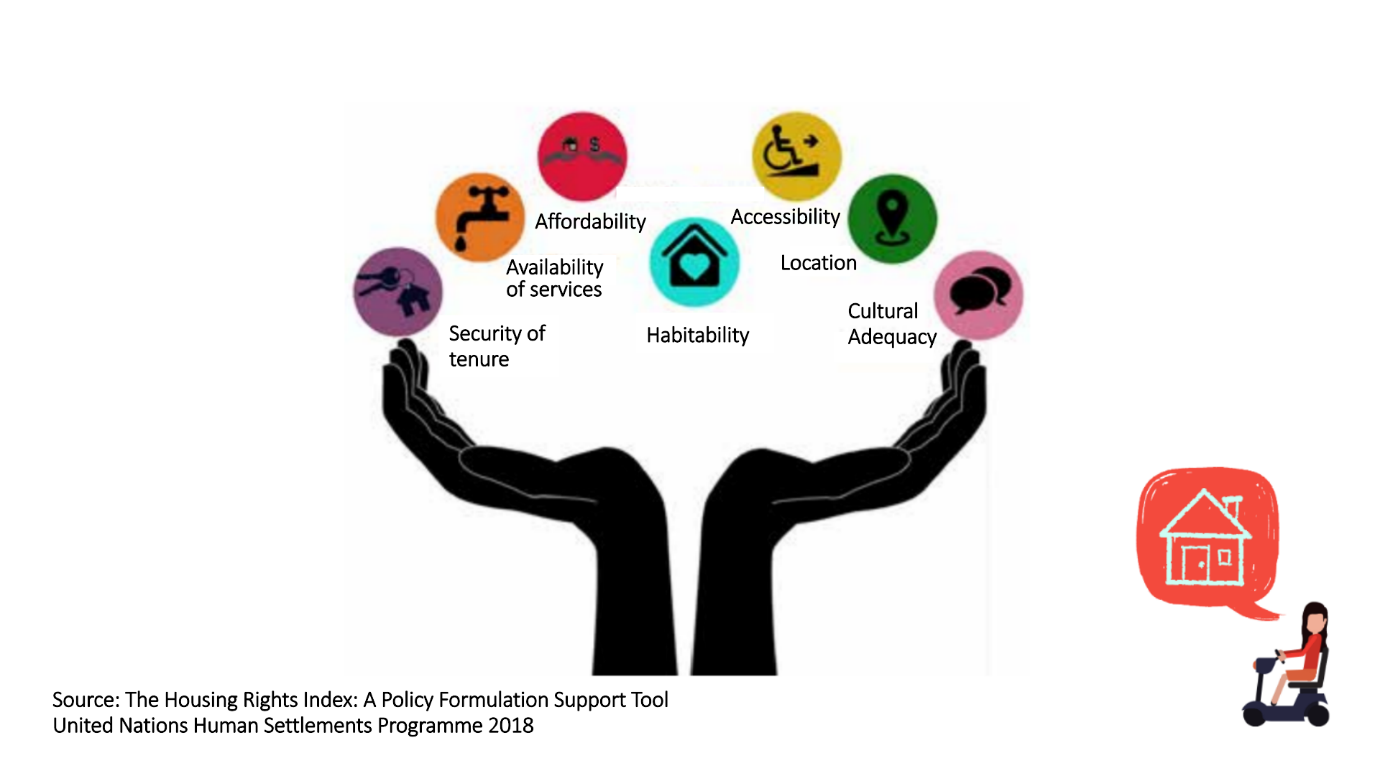 Affordability
Accessibility
Availability
of services
Location
Security of
tenure
Habitability
Cultural
Adequacy
$
Source: The Housing Rights Index: A Policy Formulation Support Tool
United Nations Human Settlements Programme 2018